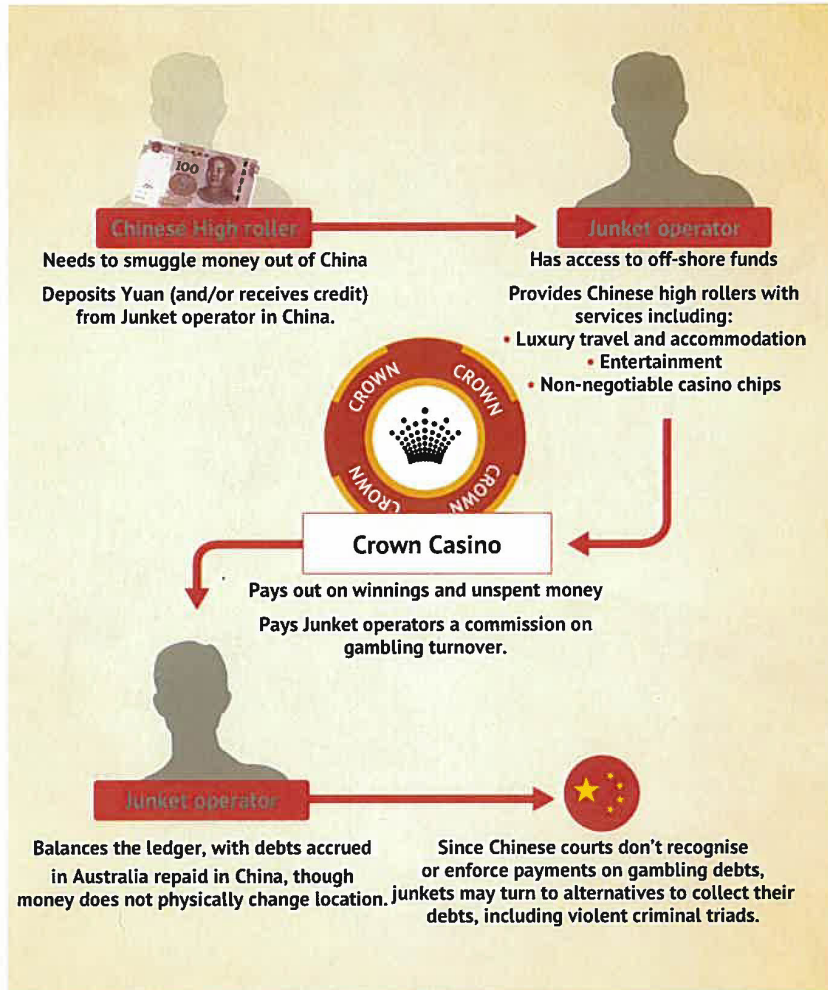 100
Chinese High roller
Junket operator
Needs to smuggle money out of China
Deposits Yuan (and/or receives credit)
from Junket operator in China.
Has access to off-shore funds
Provides Chinese high rollers with
services including:
• Luxury travel and accommodation
• Entertainment
• Non-negotiable casino chips
CROWN
CROWN
CROWN
CROWN
Crown Casino
Pays out on winnings and unspent money
Pays Junket operators a commission on
gambling turnover.
Junket operator
Balances the ledger, with debts accrued
in Australia repaid in China, though
money does not physically change location.
Since Chinese courts don't recognise
or enforce payments on gambling debts,
junkets may turn to alternatives to collect their
debts, including violent criminal triads.